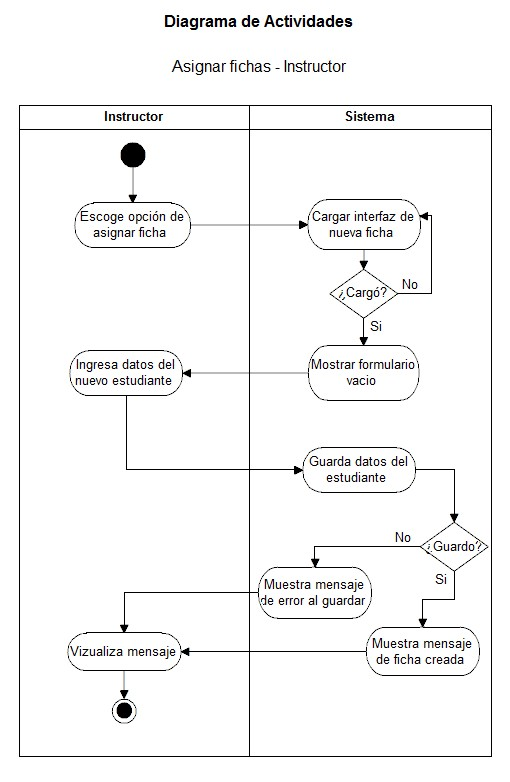 Diagrama de Actividades
Asignar fichas - Instructor
Instructor
Sistema
Escoge opción de
asignar ficha
Cargar interfaz de
nueva ficha
¿Cargó?
No
Si
Ingresa datos del
nuevo estudiante
Mostrar formulario
vacio
Guarda datos del
estudiante
¿Guardo?
No
Si
Muestra mensaje
de error al guardar
Vizualiza mensaje
Muestra mensaje
de ficha creada